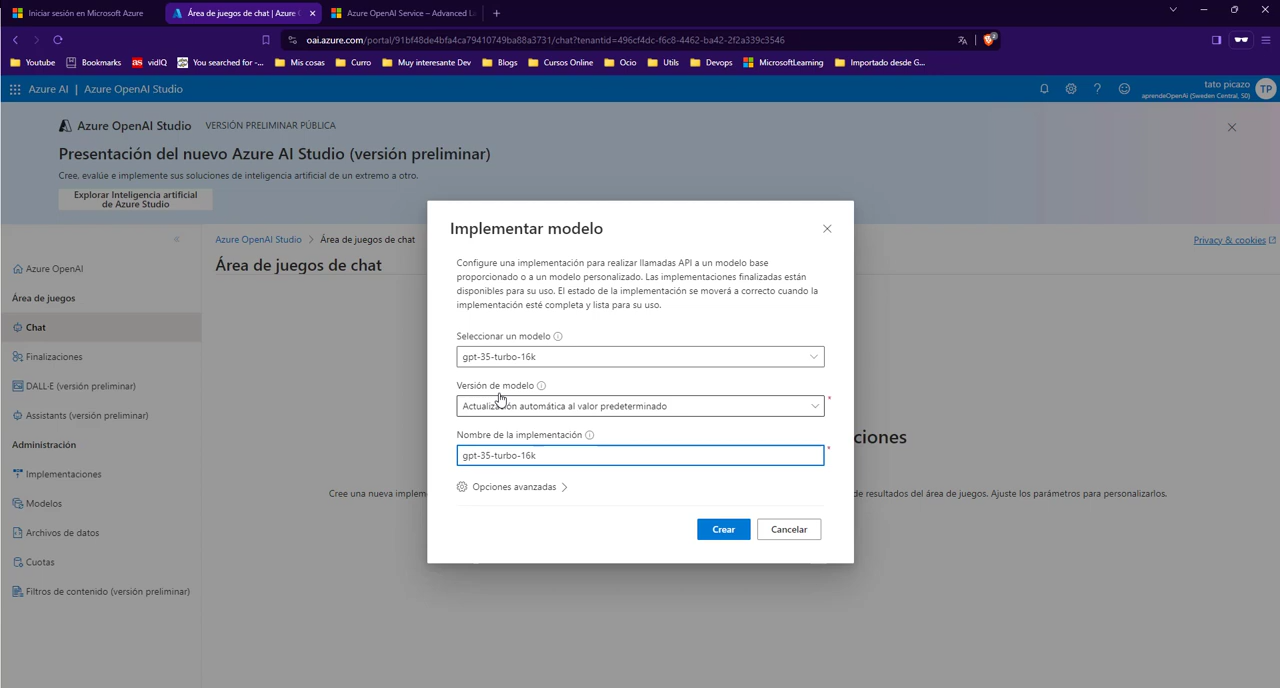 Iniciar sesión en Microsoft Azure
Área de juegos de chat | Azure
Azure OpenAI Service – Advanced
oai.azure.com/portal/91bf48de4bfa4ca79410749ba88a3731/chat?tenantid=496cf4dc-f6c8-4462-ba42-2f2a339c3546
2
Youtube
Bookmarks
vidIQ
You searched for -...
Mis cosas
Curro
Muy interesante Dev
Blogs
Cursos Online
Ocio
Utils
Devops
MicrosoftLearning
Importado desde G...
Azure AI | Azure OpenAI Studio
tato picazo
aprendeOpenAI (Sweden Central, S0)
TP
Azure OpenAI Studio VERSIÓN PRELIMINAR PÚBLICA
Presentación del nuevo Azure AI Studio (versión preliminar)
Cree, evalúe e implemente sus soluciones de inteligencia artificial de un extremo a otro.
Explorar Inteligencia artificial
de Azure Studio
Azure OpenAI
Área de juegos
Chat
Finalizaciones
DALL·E (versión preliminar)
Assistants (versión preliminar)
Administración
Implementaciones
Modelos
Archivos de datos
Cuotas
Filtros de contenido (versión preliminar)
Azure OpenAI Studio > Área de juegos de chat
Privacy & cookies
Área de juegos de chat
ciones
Cree una nueva implem
de resultados del área de juegos. Ajuste los parámetros para personalizarlos.
Implementar modelo
Configure una implementación para realizar llamadas API a un modelo base
proporcionado o a un modelo personalizado. Las implementaciones finalizadas están
disponibles para su uso. El estado de la implementación se moverá a correcto cuando la
implementación esté completa y lista para su uso.
Seleccionar un modelo
gpt-35-turbo-16k
Versión de modelo
Actualización automática al valor predeterminado
*
Nombre de la implementación
gpt-35-turbo-16k
*
Opciones avanzadas
Crear
Cancelar